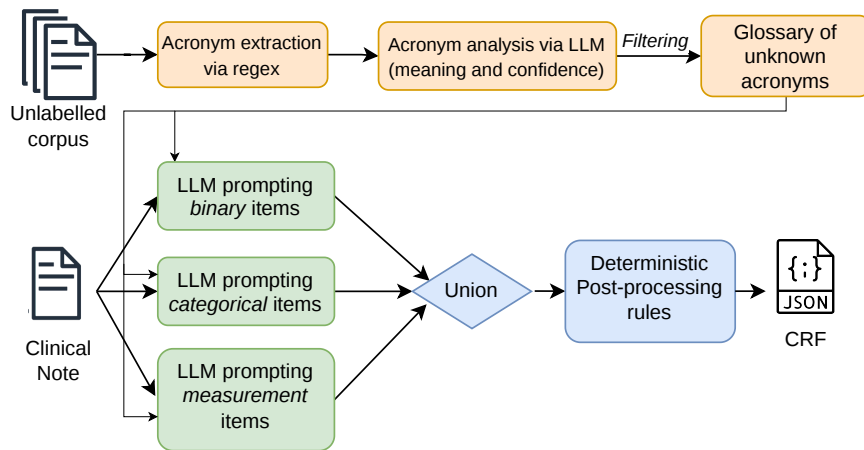 Unlabelled
corpus
Acronym extraction
via regex
Acronym analysis via LLM
(meaning and confidence)
Filtering
Glossary of
unknown
acronyms
Clinical
Note
LLM prompting
binary items
LLM prompting
categorical items
LLM prompting
measurement
items
Union
Deterministic
Post-processing
rules
{;}
JSON
CRF